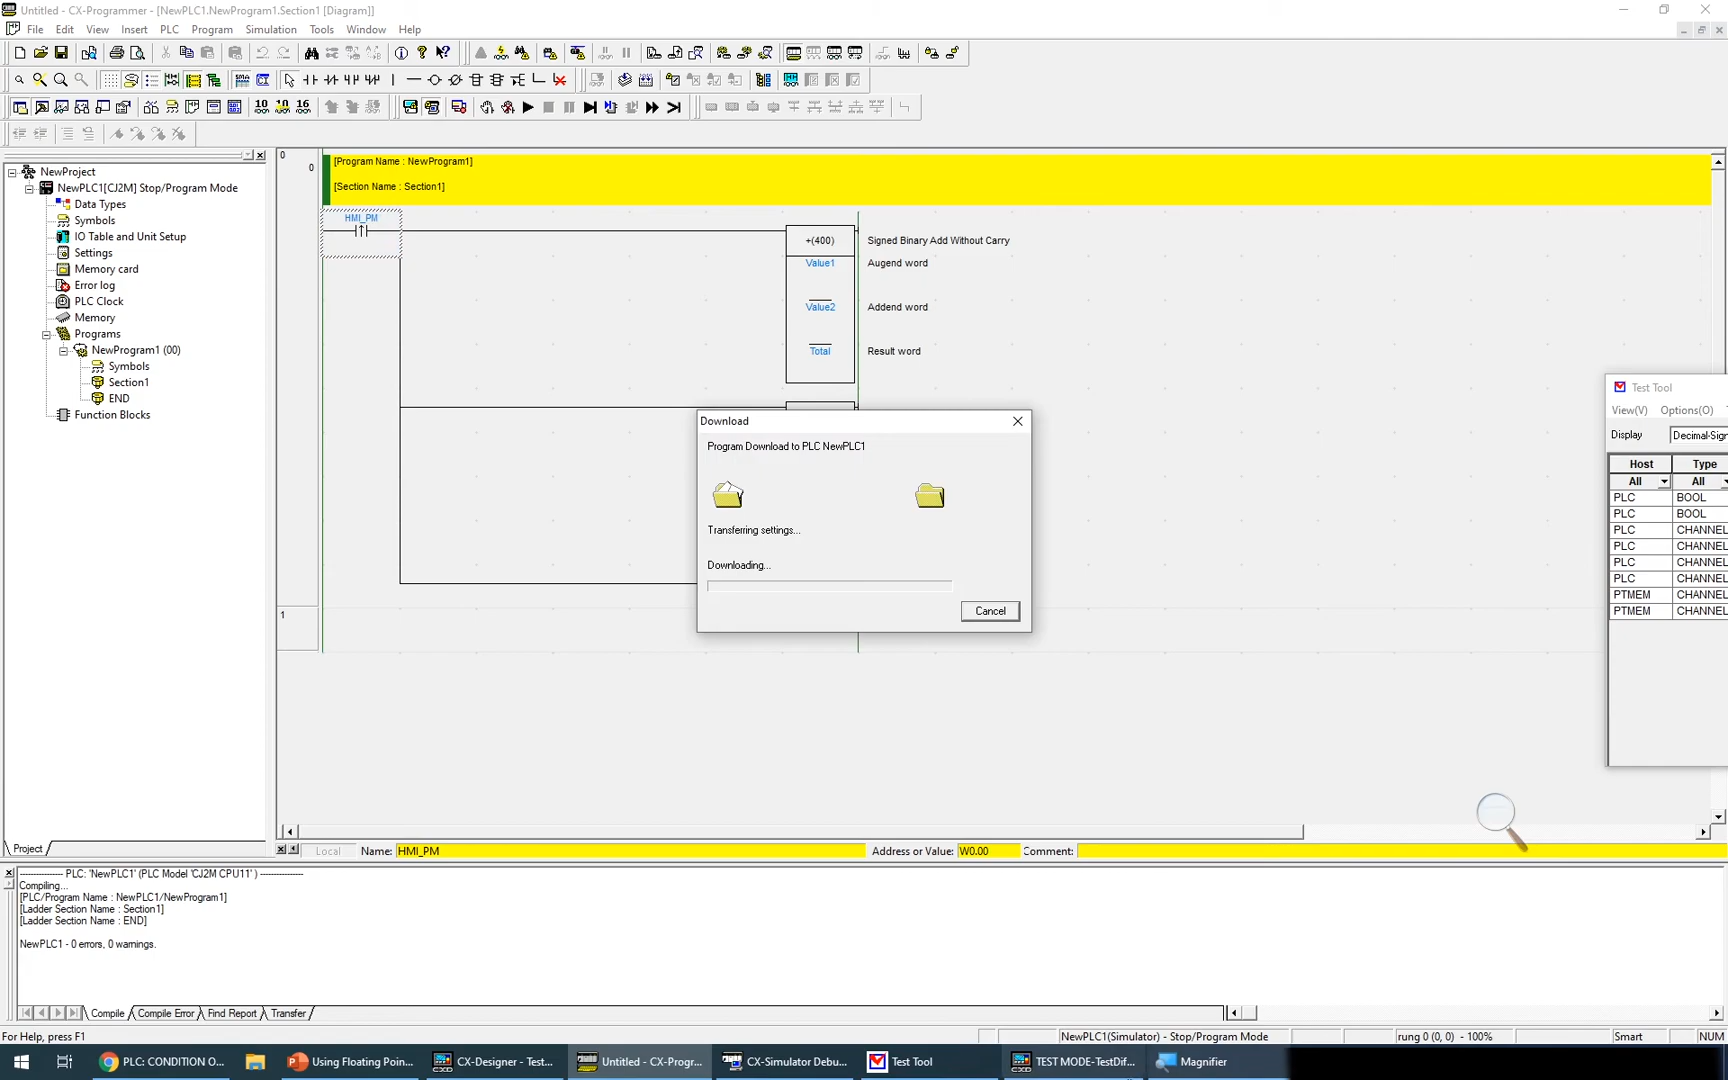 Untitled - CX-Programmer - [NewPLC1.NewProgram1.Section1 [Diagram]]
File Edit View Insert PLC Program Simulation Tools Window Help
10 10 16
NewProject
NewPLC1[CJ2M] Stop/Program Mode
Data Types
Symbols
IO Table and Unit Setup
Settings
Memory card
Error log
PLC Clock
Memory
Programs
NewProgram1 (00)
Symbols
Section1
END
Function Blocks
Project
0
0
[Program Name : NewProgram1]
[Section Name : Section1]
HMI_PM
+(400) Signed Binary Add Without Carry
Value1 Augend word
Value2 Addend word
Total Result word
1
Download
Program Download to PLC NewPLC1
Transferring settings...
Downloading...
Cancel
Test Tool
View(V) Options(O)
Display Decimal-Sig
Host Type
All All
PLC BOOL
PLC BOOL
PLC CHANNEL
PLC CHANNEL
PLC CHANNEL
PLC CHANNEL
PTMEM CHANNEL
PTMEM CHANNEL
Local Name: HMI_PM Address or Value: W0.00 Comment:
--------------- PLC: 'NewPLC1' (PLC Model 'CJ2M CPU11' ) ---------------
Compiling...
[PLC/Program Name : NewPLC1/NewProgram1]
[Ladder Section Name : Section1]
[Ladder Section Name : END]
NewPLC1 - 0 errors, 0 warnings.
Compile Compile Error Find Report Transfer
For Help, press F1
NewPLC1(Simulator) - Stop/Program Mode
rung 0 (0, 0) - 100%
Smart
NUM
PLC: CONDITION O...
Using Floating Poin...
CX-Designer - Test...
Untitled - CX-Progr...
CX-Simulator Debu...
Test Tool
TEST MODE-TestDif...
Magnifier